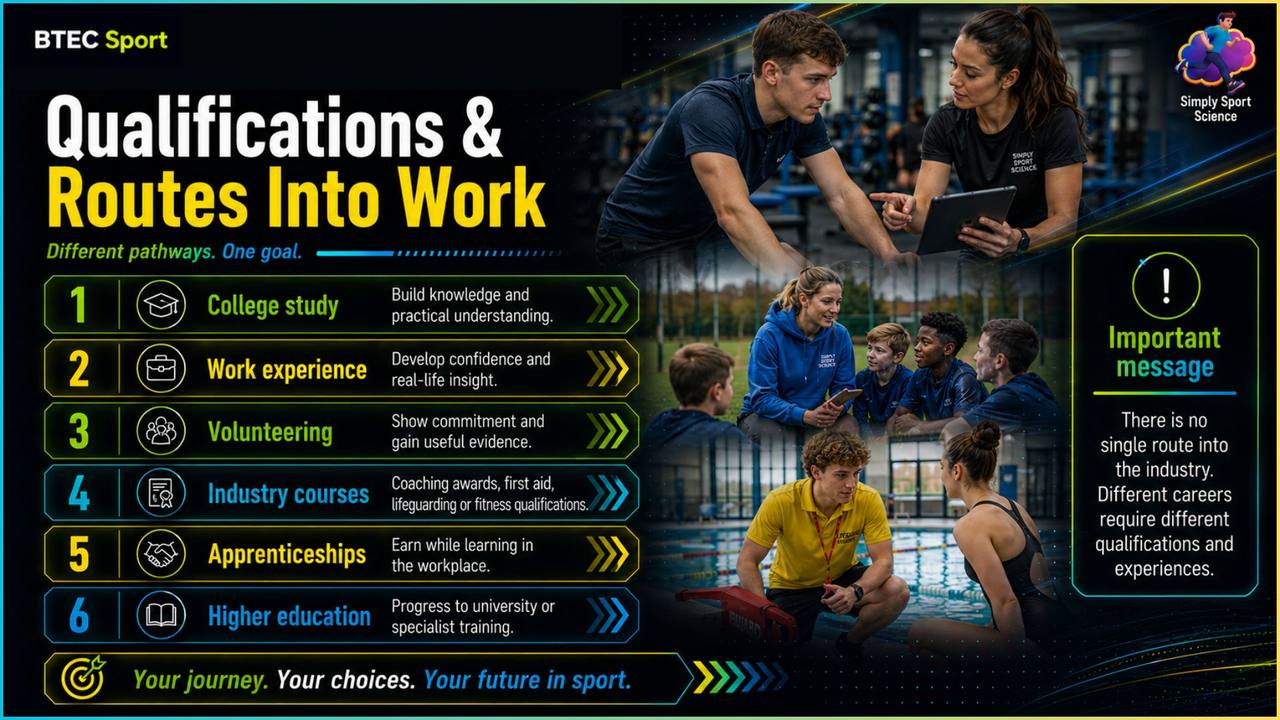 BTEC Sport
Simply Sport
Science
Qualifications &
Routes Into Work
Different pathways. One goal.
1
College study
Build knowledge and
practical understanding.
2
Work experience
Develop confidence and
real-life insight.
3
Volunteering
Show commitment and
gain useful evidence.
4
Industry courses
Coaching awards, first aid,
lifeguarding or fitness qualifications.
5
Apprenticeships
Earn while learning in
the workplace.
6
Higher education
Progress to university or
specialist training.
Your journey. Your choices. Your future in sport.
SIMPLY
SPORT
SCIENCE
SIMPLY
SPORT
SCIENCE
!
Important
message
There is no
single route into
the industry.
Different careers
require different
qualifications and
experiences.